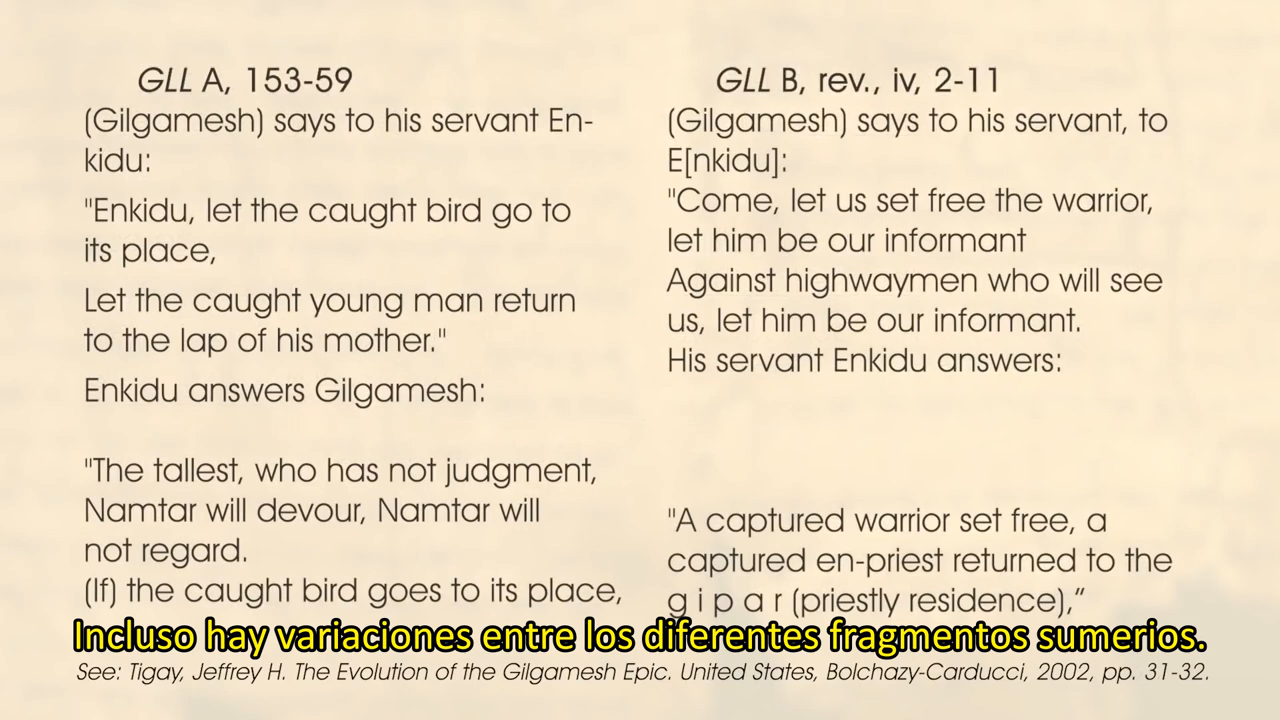 GLL A, 153-59
(Gilgamesh) says to his servant En-
kidu:
"Enkidu, let the caught bird go to
its place,
Let the caught young man return
to the lap of his mother."
Enkidu answers Gilgamesh:
"The tallest, who has not judgment,
Namtar will devour, Namtar will
not regard.
(If) the caught bird goes to its place,
GLL B, rev., iv, 2-11
(Gilgamesh) says to his servant, to
E[nkidu]:
"Come, let us set free the warrior,
let him be our informant
Against highwaymen who will see
us, let him be our informant.
His servant Enkidu answers:
"A captured warrior set free, a
captured en-priest returned to the
g i p a r (priestly residence),”
Incluso hay variaciones entre los diferentes fragmentos sumerios.
See: Tigay, Jeffrey H. The Evolution of the Gilgamesh Epic. United States, Bolchazy-Carducci, 2002, pp. 31-32.